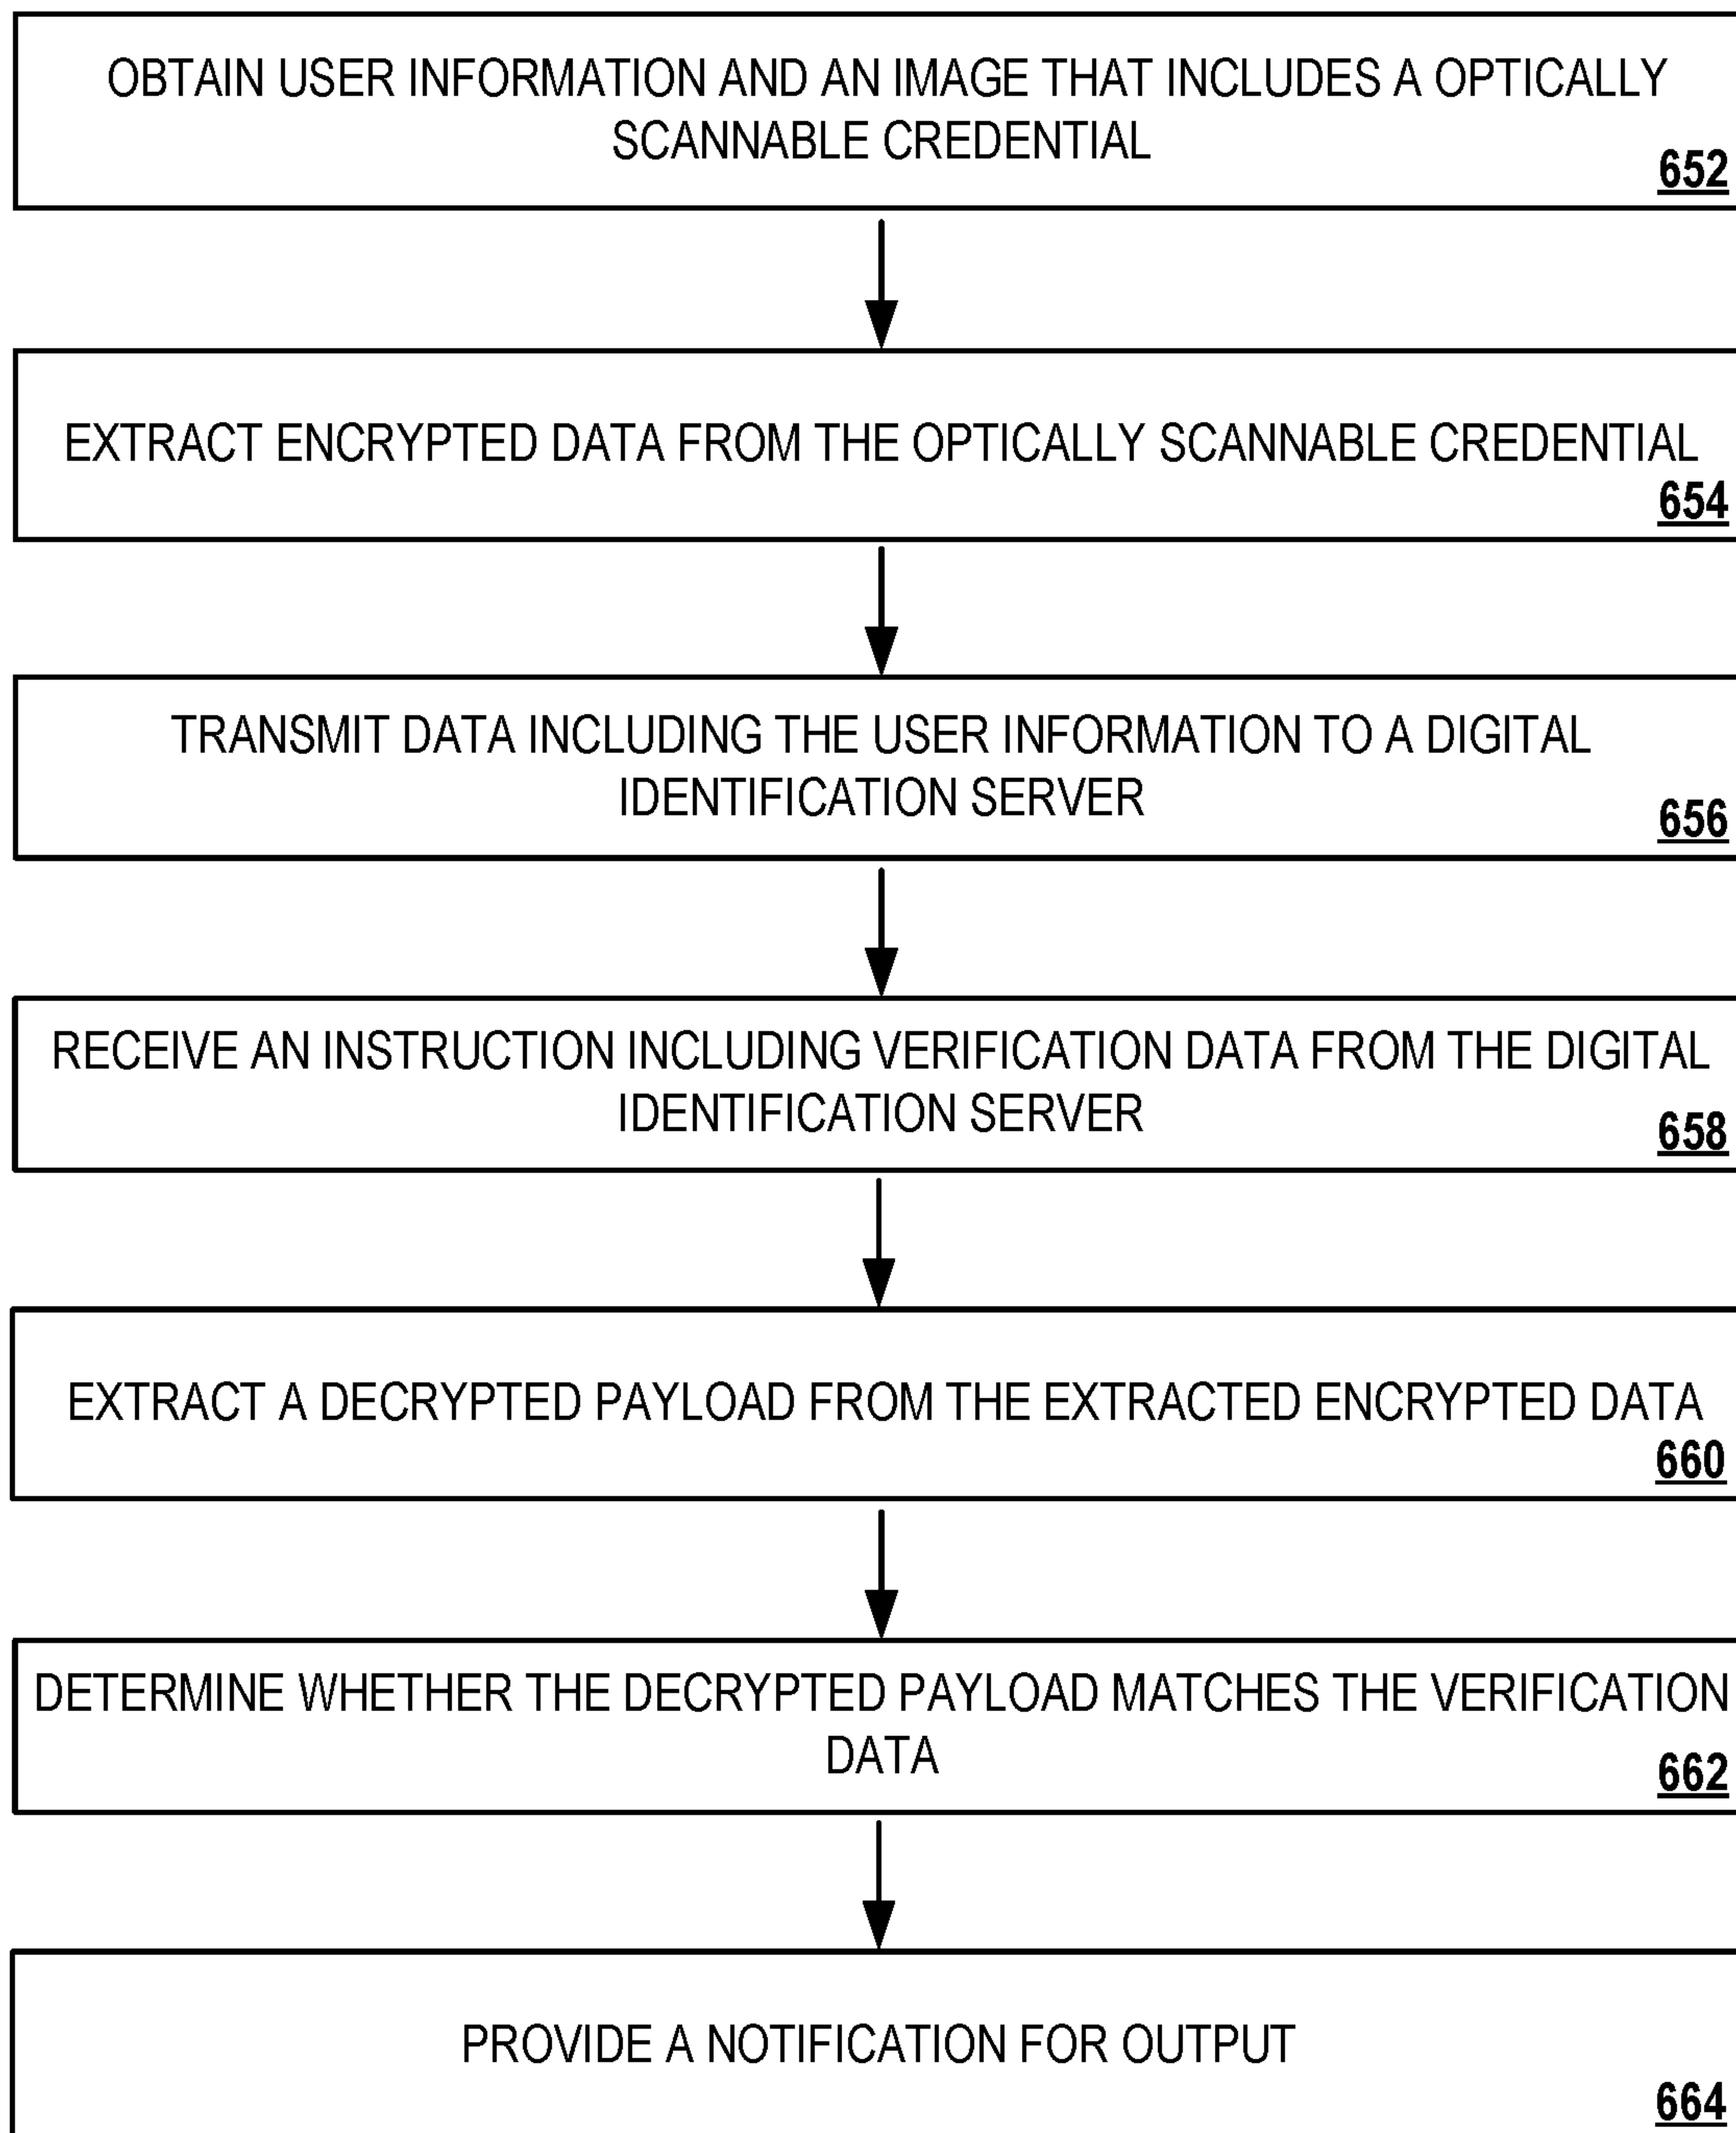 OBTAIN USER INFORMATION AND AN IMAGE THAT INCLUDES A OPTICALLY
SCANNABLE CREDENTIAL
652
EXTRACT ENCRYPTED DATA FROM THE OPTICALLY SCANNABLE CREDENTIAL
654
TRANSMIT DATA INCLUDING THE USER INFORMATION TO A DIGITAL
IDENTIFICATION SERVER
656
RECEIVE AN INSTRUCTION INCLUDING VERIFICATION DATA FROM THE DIGITAL
IDENTIFICATION SERVER
658
EXTRACT A DECRYPTED PAYLOAD FROM THE EXTRACTED ENCRYPTED DATA
660
DETERMINE WHETHER THE DECRYPTED PAYLOAD MATCHES THE VERIFICATION
DATA
662
PROVIDE A NOTIFICATION FOR OUTPUT
664